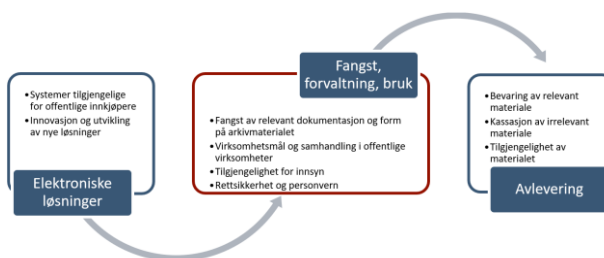 • Systemer tilgjengelige
for offentlige innkjøpere
• Innovasjon og utvikling
av nye løsninger
Elektroniske
løsninger
Fangst,
forvaltning, bruk
• Fangst av relevant dokumentasjon og form
på arkivmaterialet
• Virksomhetsmål og samhandling i offentlige
virksomheter
• Tilgjengelighet for innsyn
• Rettsikkerhet og personvern
• Bevaring av relevant
materiale
• Kassasjon av irrelevant
materiale
• Tilgjengelighet av
materialet
Avlevering